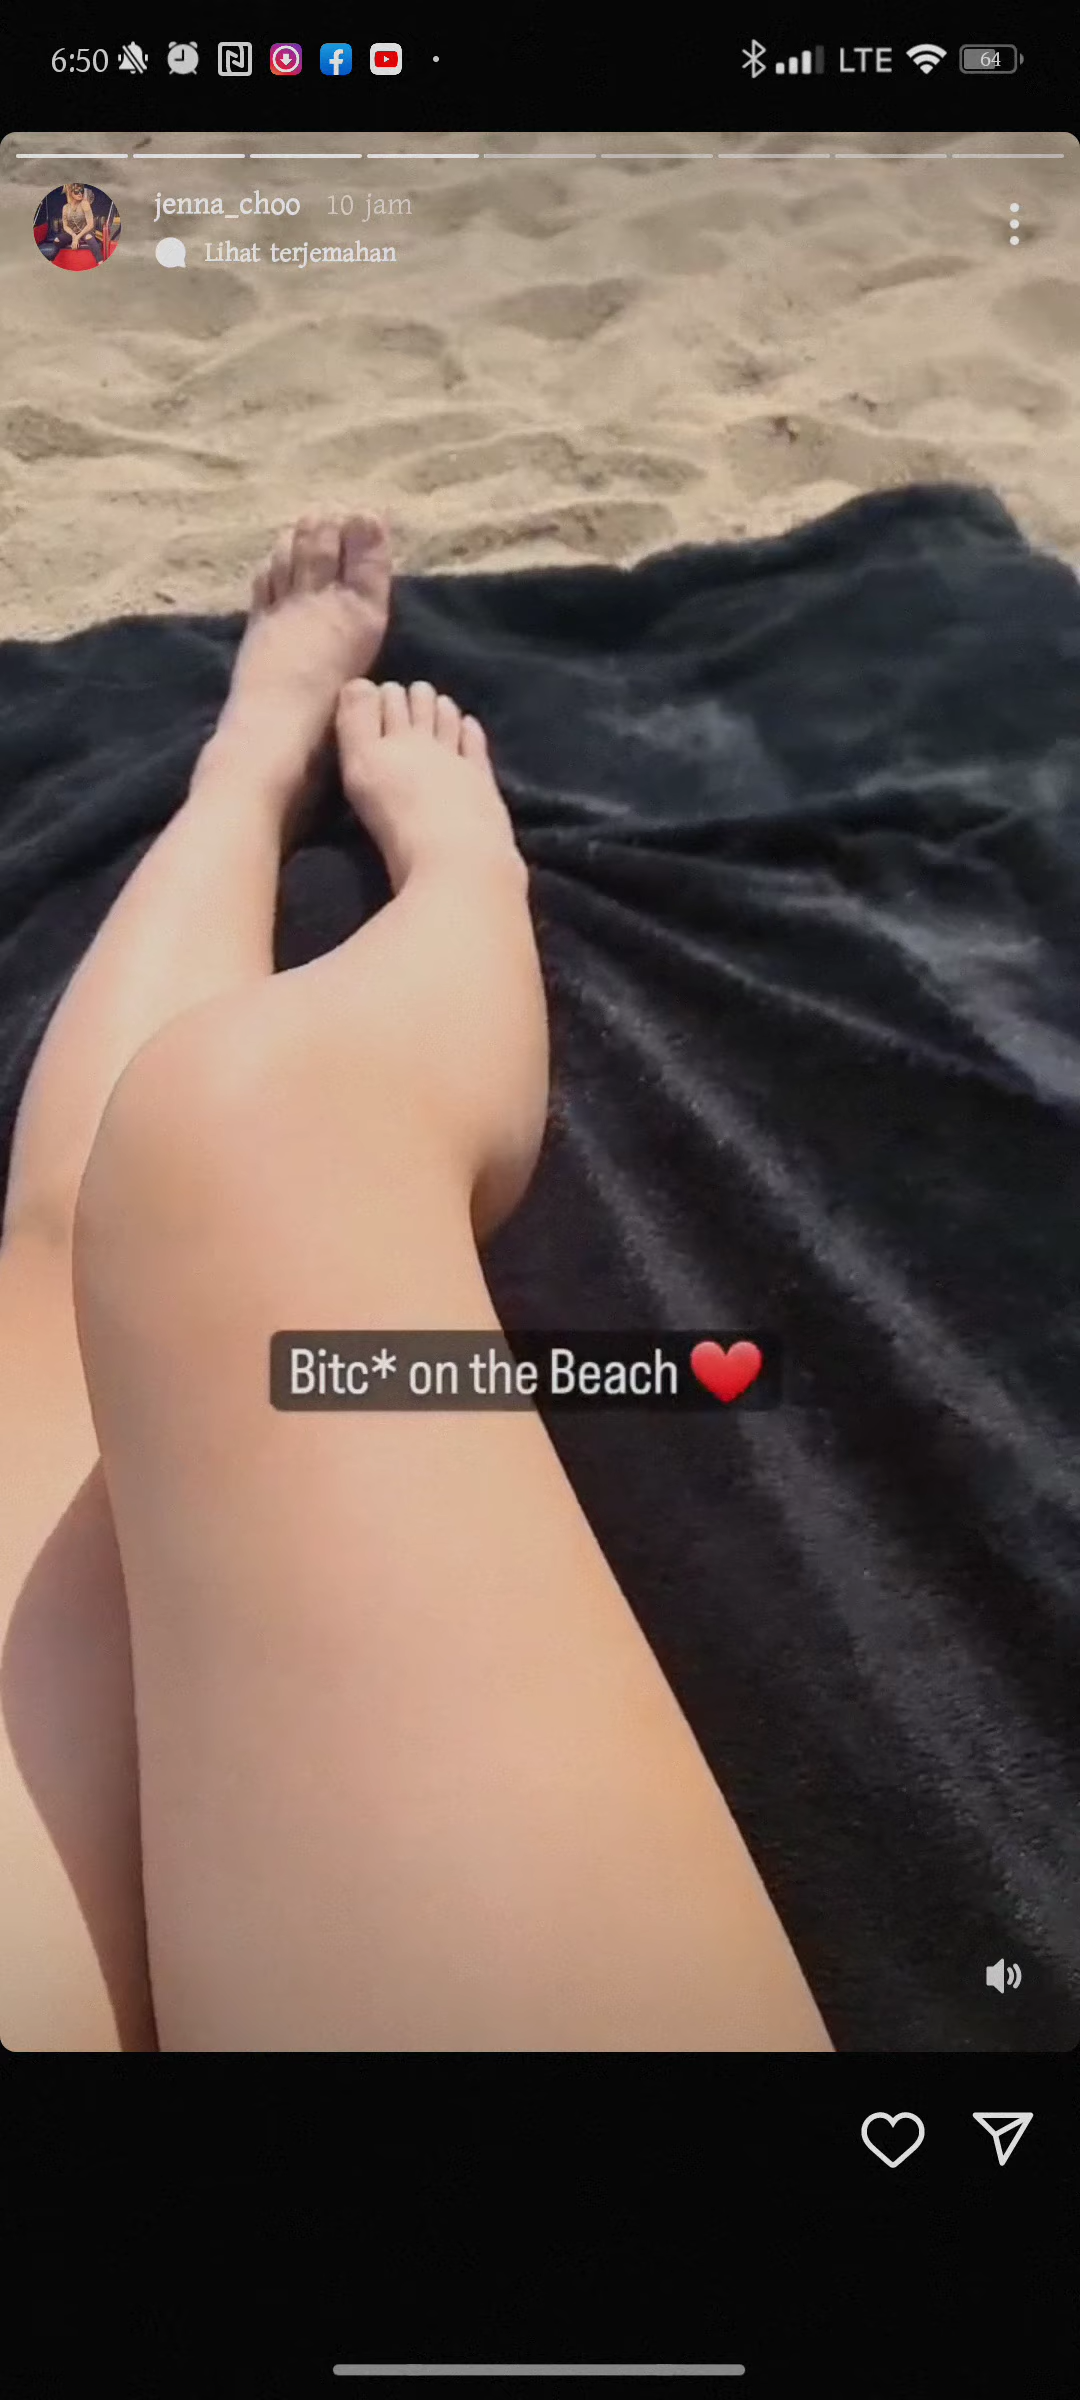 6:50 LTE 64
jenna_choo 10 jam
Lihat terjemahan
Bitc* on the Beach ❤️